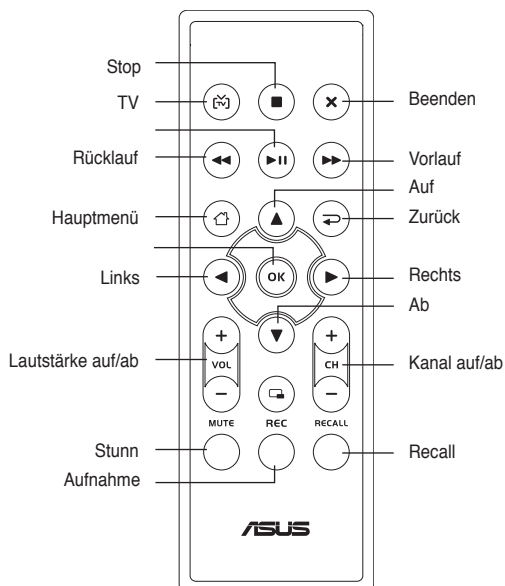 Stop
TV
Beenden
TV
Rücklauf
Vorlauf
Auf
Hauptmenü
Zurück
OK
Links
Rechts
Ab
Lautstärke auf/ab
VOL
CH
Kanal auf/ab
MUTE
REC
RECALL
Stunn
Recall
Aufnahme
ASUS